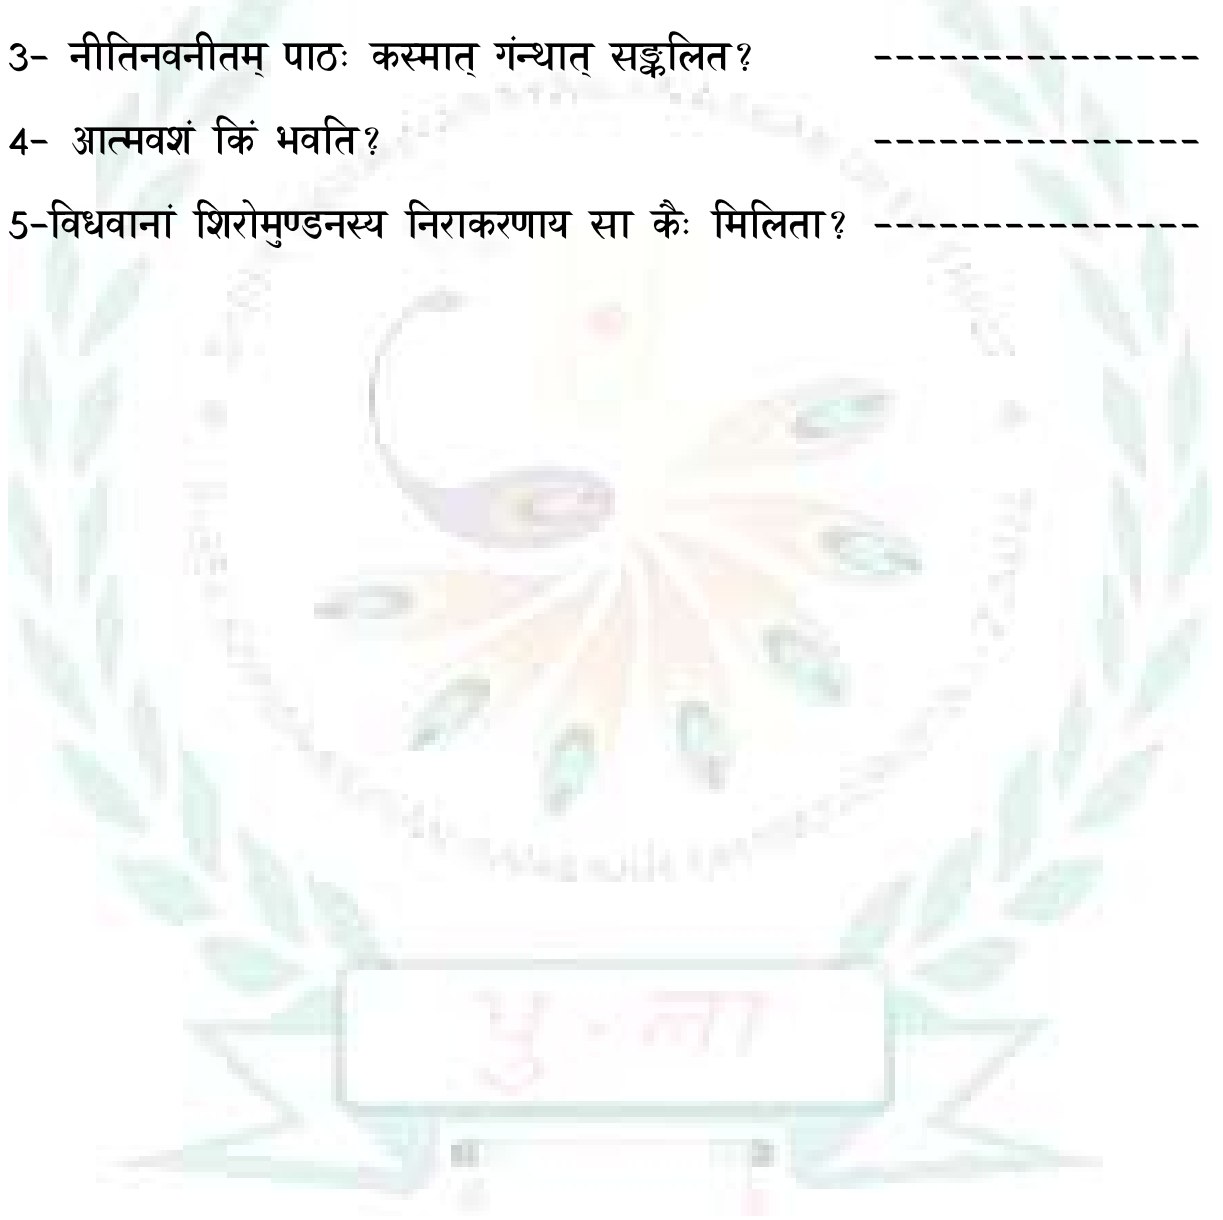 3- नीतिनवनीतम् पाठः कस्मात् गंन्थात् सङ्कलित? ---------------
4- आत्मवशं किं भवति? ---------------
5-विधवानां शिरोमुण्डनस्य निराकरणाय सा कैः मिलिता? ---------------